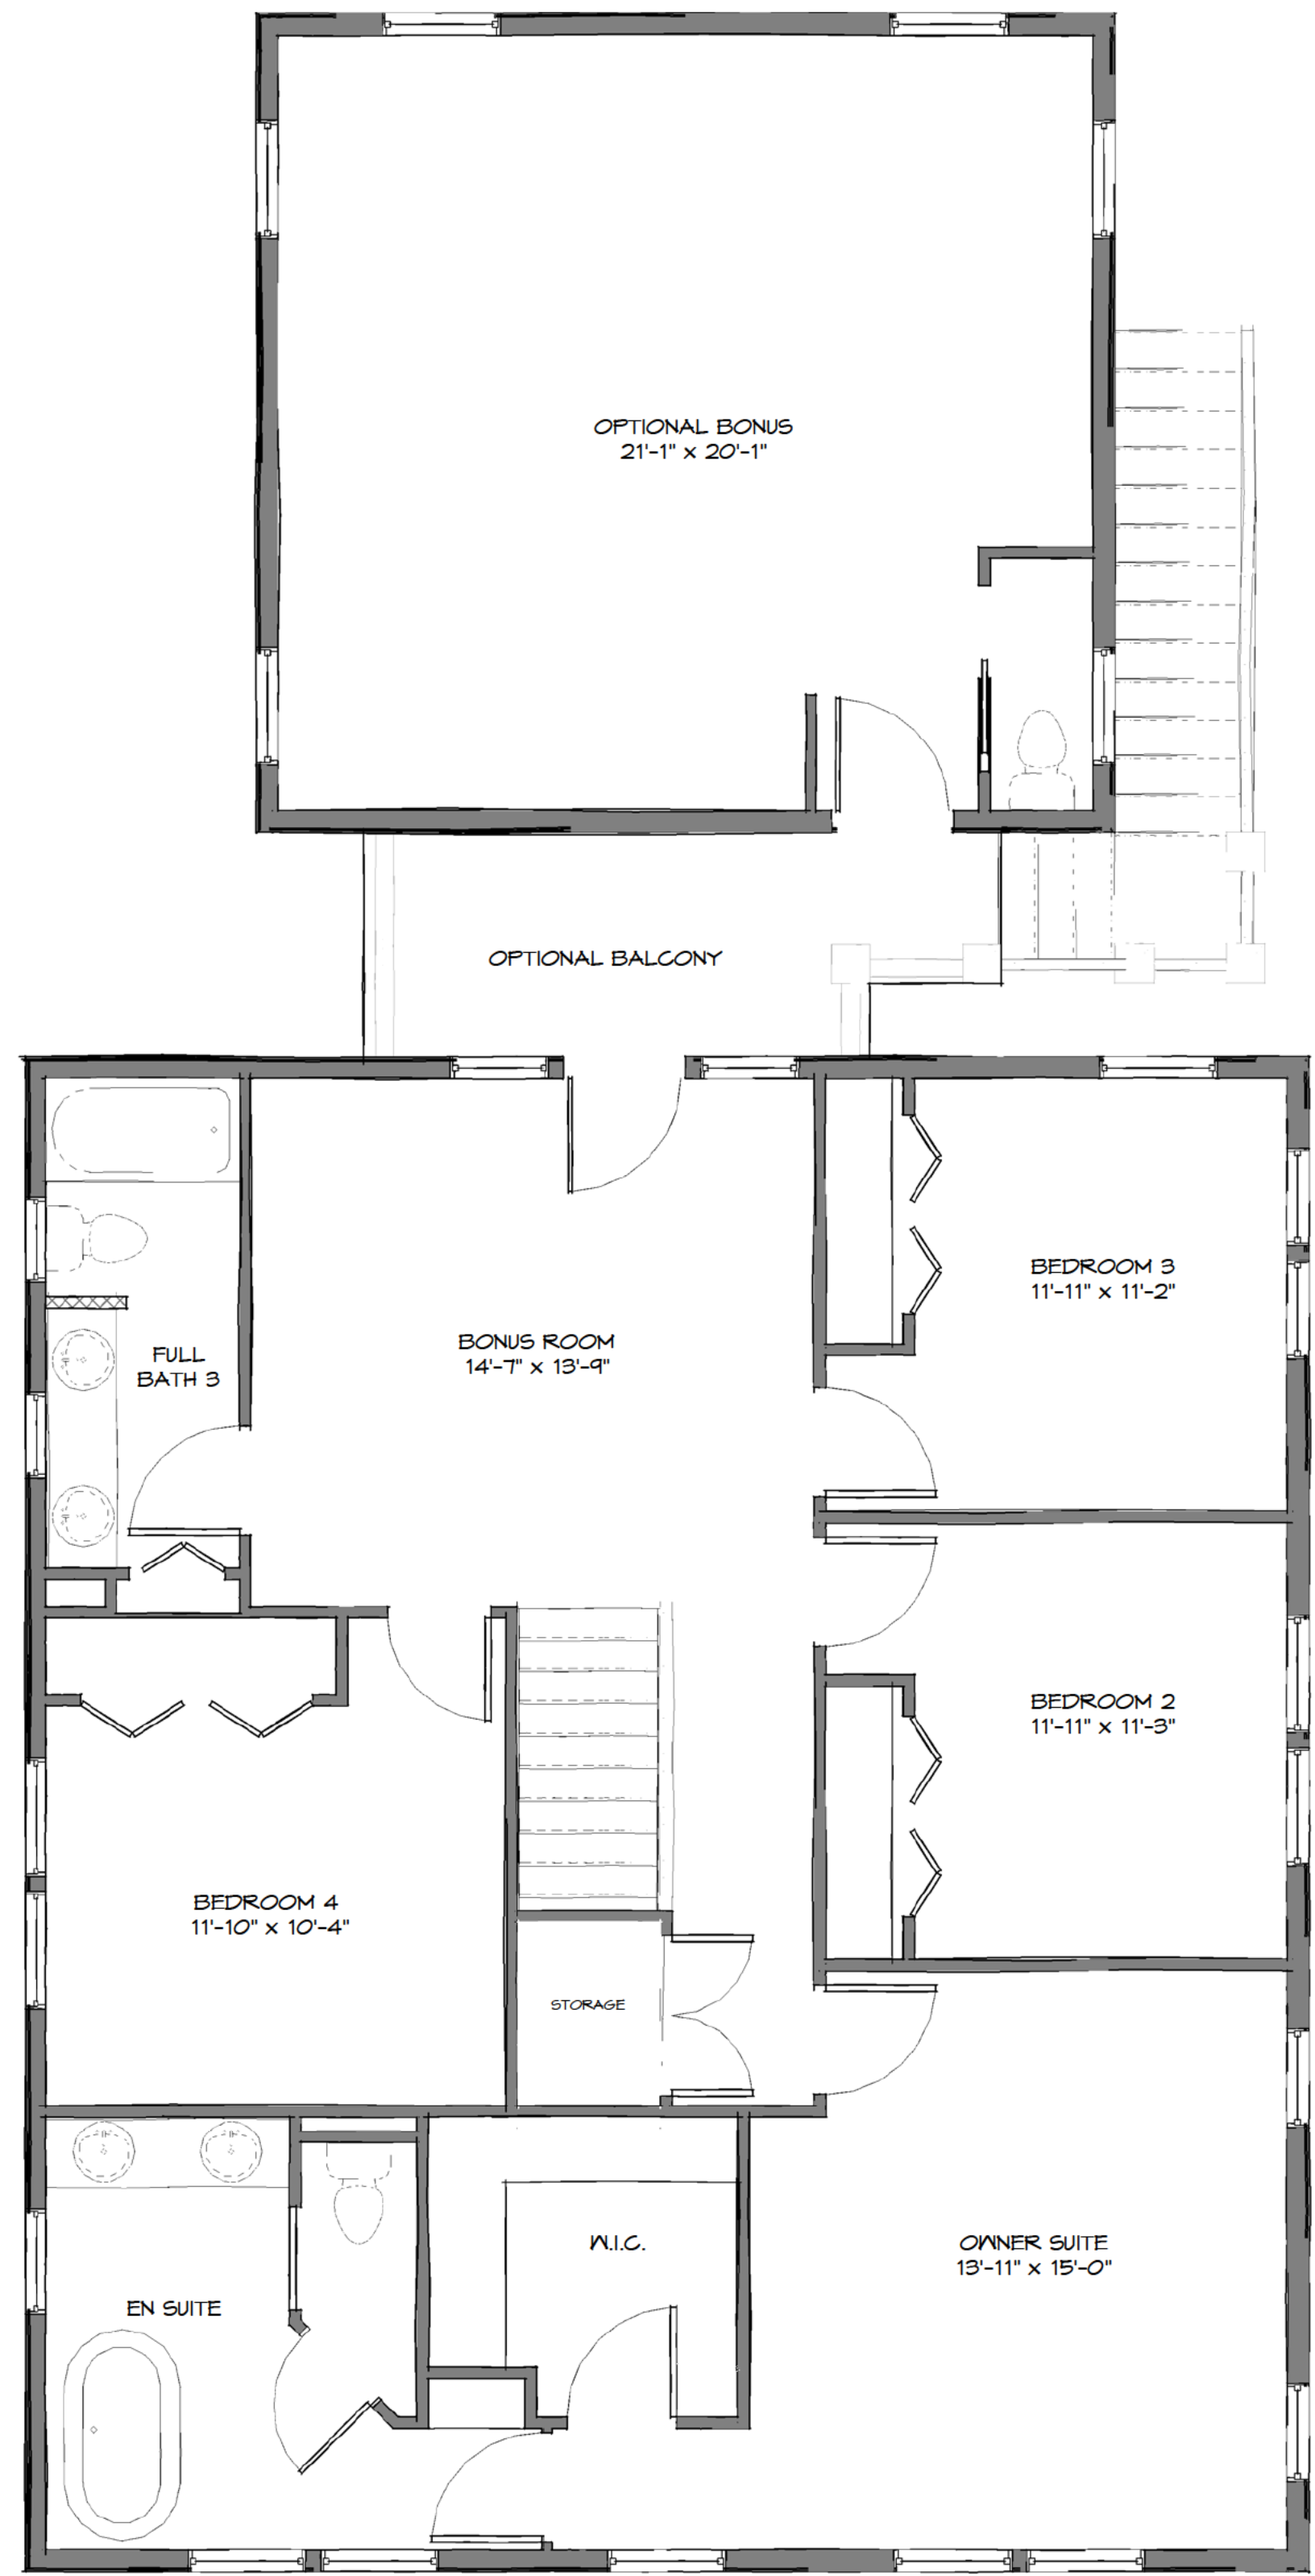 OPTIONAL BONUS
21'-1" x 20'-1"
OPTIONAL BALCONY
BEDROOM 3
11'-11" x 11'-2"
BONUS ROOM
14'-7" x 13'-9"
FULL
BATH 3
BEDROOM 2
11'-11" x 11'-3"
BEDROOM 4
11'-10" x 10'-4"
STORAGE
W.I.C.
OWNER SUITE
13'-11" x 15'-0"
EN SUITE